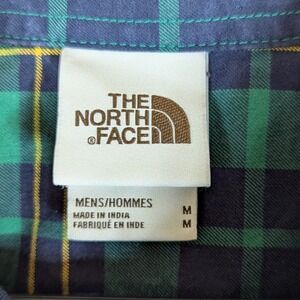 THE
NORTH
®FACE
MENS/HOMMES
MADE IN INDIA M
FABRIQUÉ EN INDE M